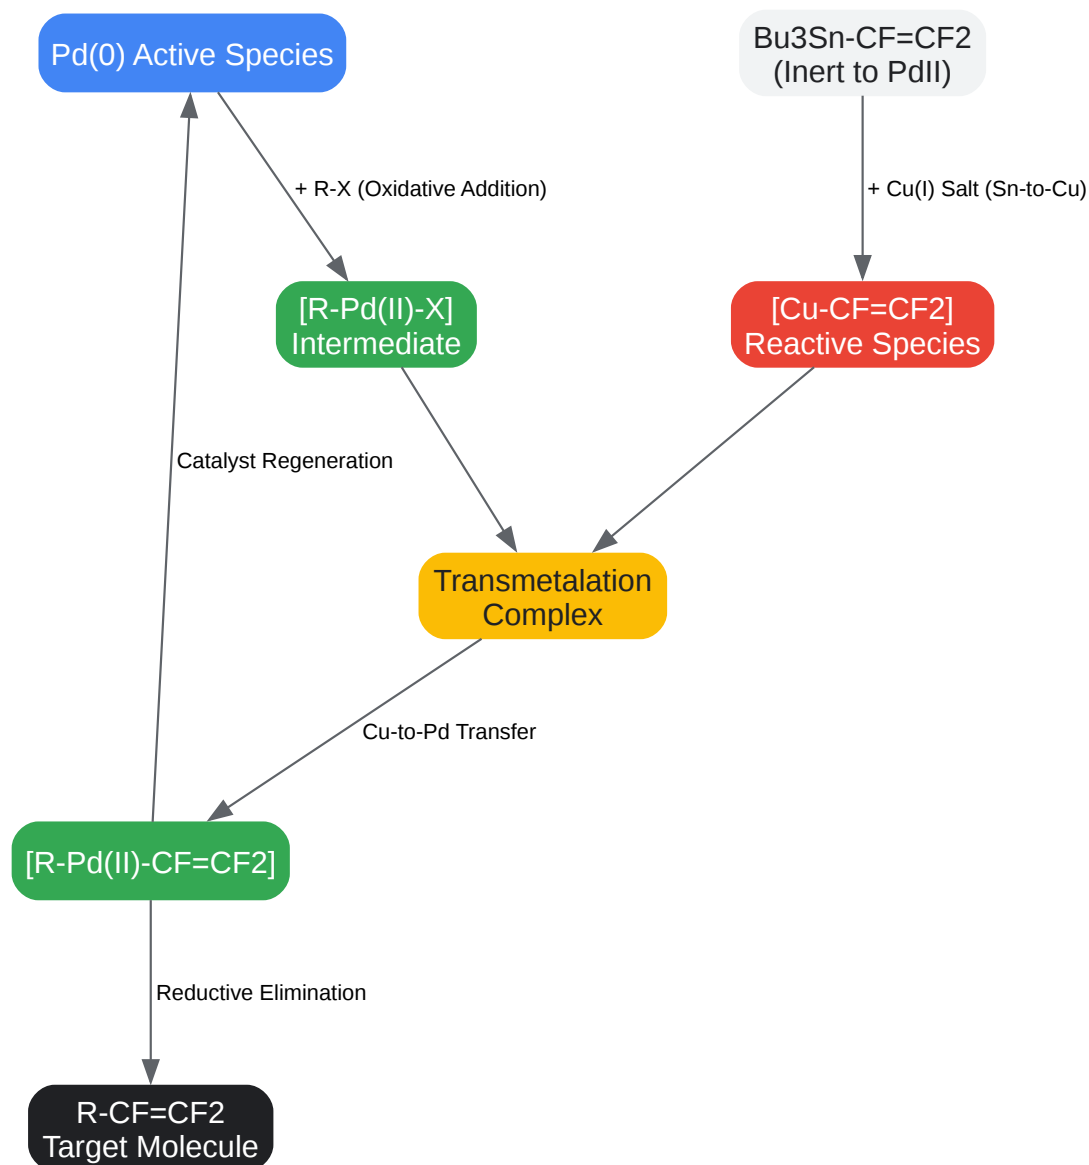 Pd(0) Active Species
Bu3Sn-CF=CF2
(Inert to PdII)
+ R-X (Oxidative Addition)
+ Cu(I) Salt (Sn-to-Cu)
[R-Pd(II)-X]
Intermediate
[Cu-CF=CF2]
Reactive Species
Catalyst Regeneration
Transmetalation
Complex
Cu-to-Pd Transfer
[R-Pd(II)-CF=CF2]
Reductive Elimination
R-CF=CF2
Target Molecule